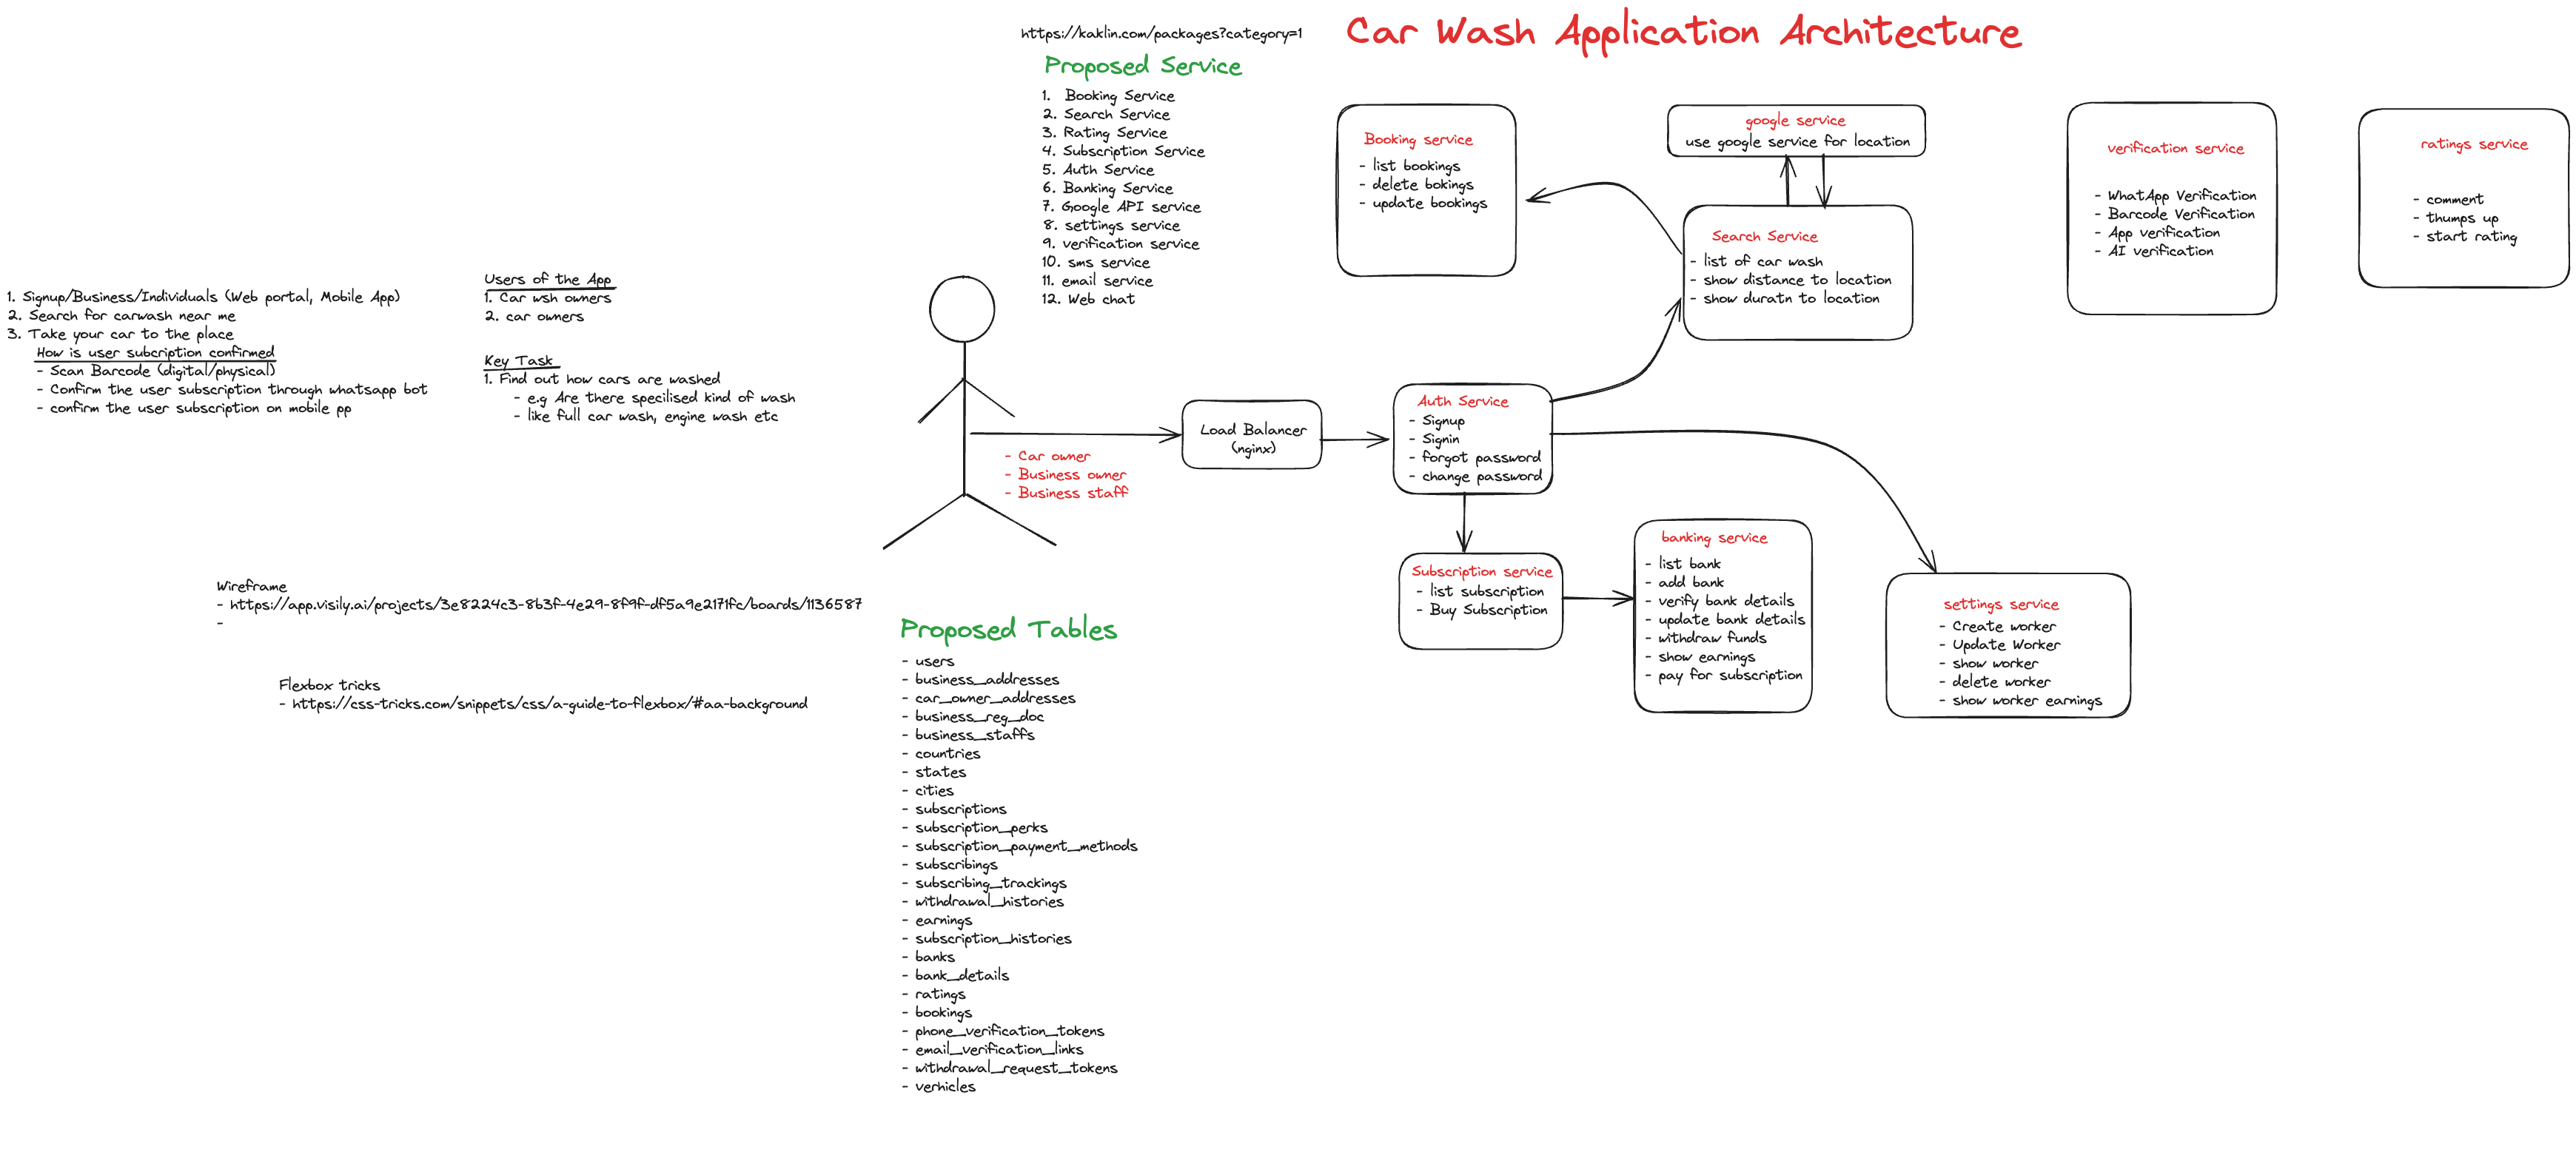 https://kaklin.com/packages?category=1
Car Wash Application Architecture
Proposed Service
1. Booking Service
2. Search Service
3. Rating Service
4. Subscription Service
5. Auth Service
6. Banking Service
7. Google API service
8. settings service
9. verification service
10. sms service
11. email service
12. Web chat
Booking service
- list bookings
- delete bokings
- update bookings
google service
use google service for location
Search Service
- list of car wash
- show distance to location
- show duratn to location
verification service
- WhatApp Verification
- Barcode Verification
- App verification
- AI verification
ratings service
- comment
- thumps up
- start rating
1. Signup/Business/Individuals (Web portal, Mobile App)
2. Search for carwash near me
3. Take your car to the place
How is user subcription confirmed
- Scan Barcode (digital/physical)
- Confirm the user subscription through whatsapp bot
- confirm the user subscription on mobile pp
Users of the App
1. Car wsh owners
2. car owners
Key Task
1. Find out how cars are washed
- e.g Are there specilised kind of wash
- like full car wash, engine wash etc
- Car owner
- Business owner
- Business staff
Load Balancer
(nginx)
Auth Service
- Signup
- Signin
- forgot password
- change password
Subscription service
- list subscription
- Buy Subscription
banking service
- list bank
- add bank
- verify bank details
- update bank details
- withdraw funds
- show earnings
- pay for subscription
settings service
- Create worker
- Update Worker
- show worker
- delete worker
- show worker earnings
Wireframe
- https://app.visily.ai/projects/3e8224c3-8b3f-4e29-8f9f-df5a9e2171fc/boards/1136587
-
Flexbox tricks
- https://css-tricks.com/snippets/css/a-guide-to-flexbox/#aa-background
Proposed Tables
- users
- business_addresses
- car_owner_addresses
- business_reg_doc
- business_staffs
- countries
- states
- cities
- subscriptions
- subscription_perks
- subscription_payment_methods
- subscribings
- subscribing_trackings
- withdrawal_histories
- earnings
- subscription_histories
- banks
- bank_details
- ratings
- bookings
- phone_verification_tokens
- email_verification_links
- withdrawal_request_tokens
- verhicles